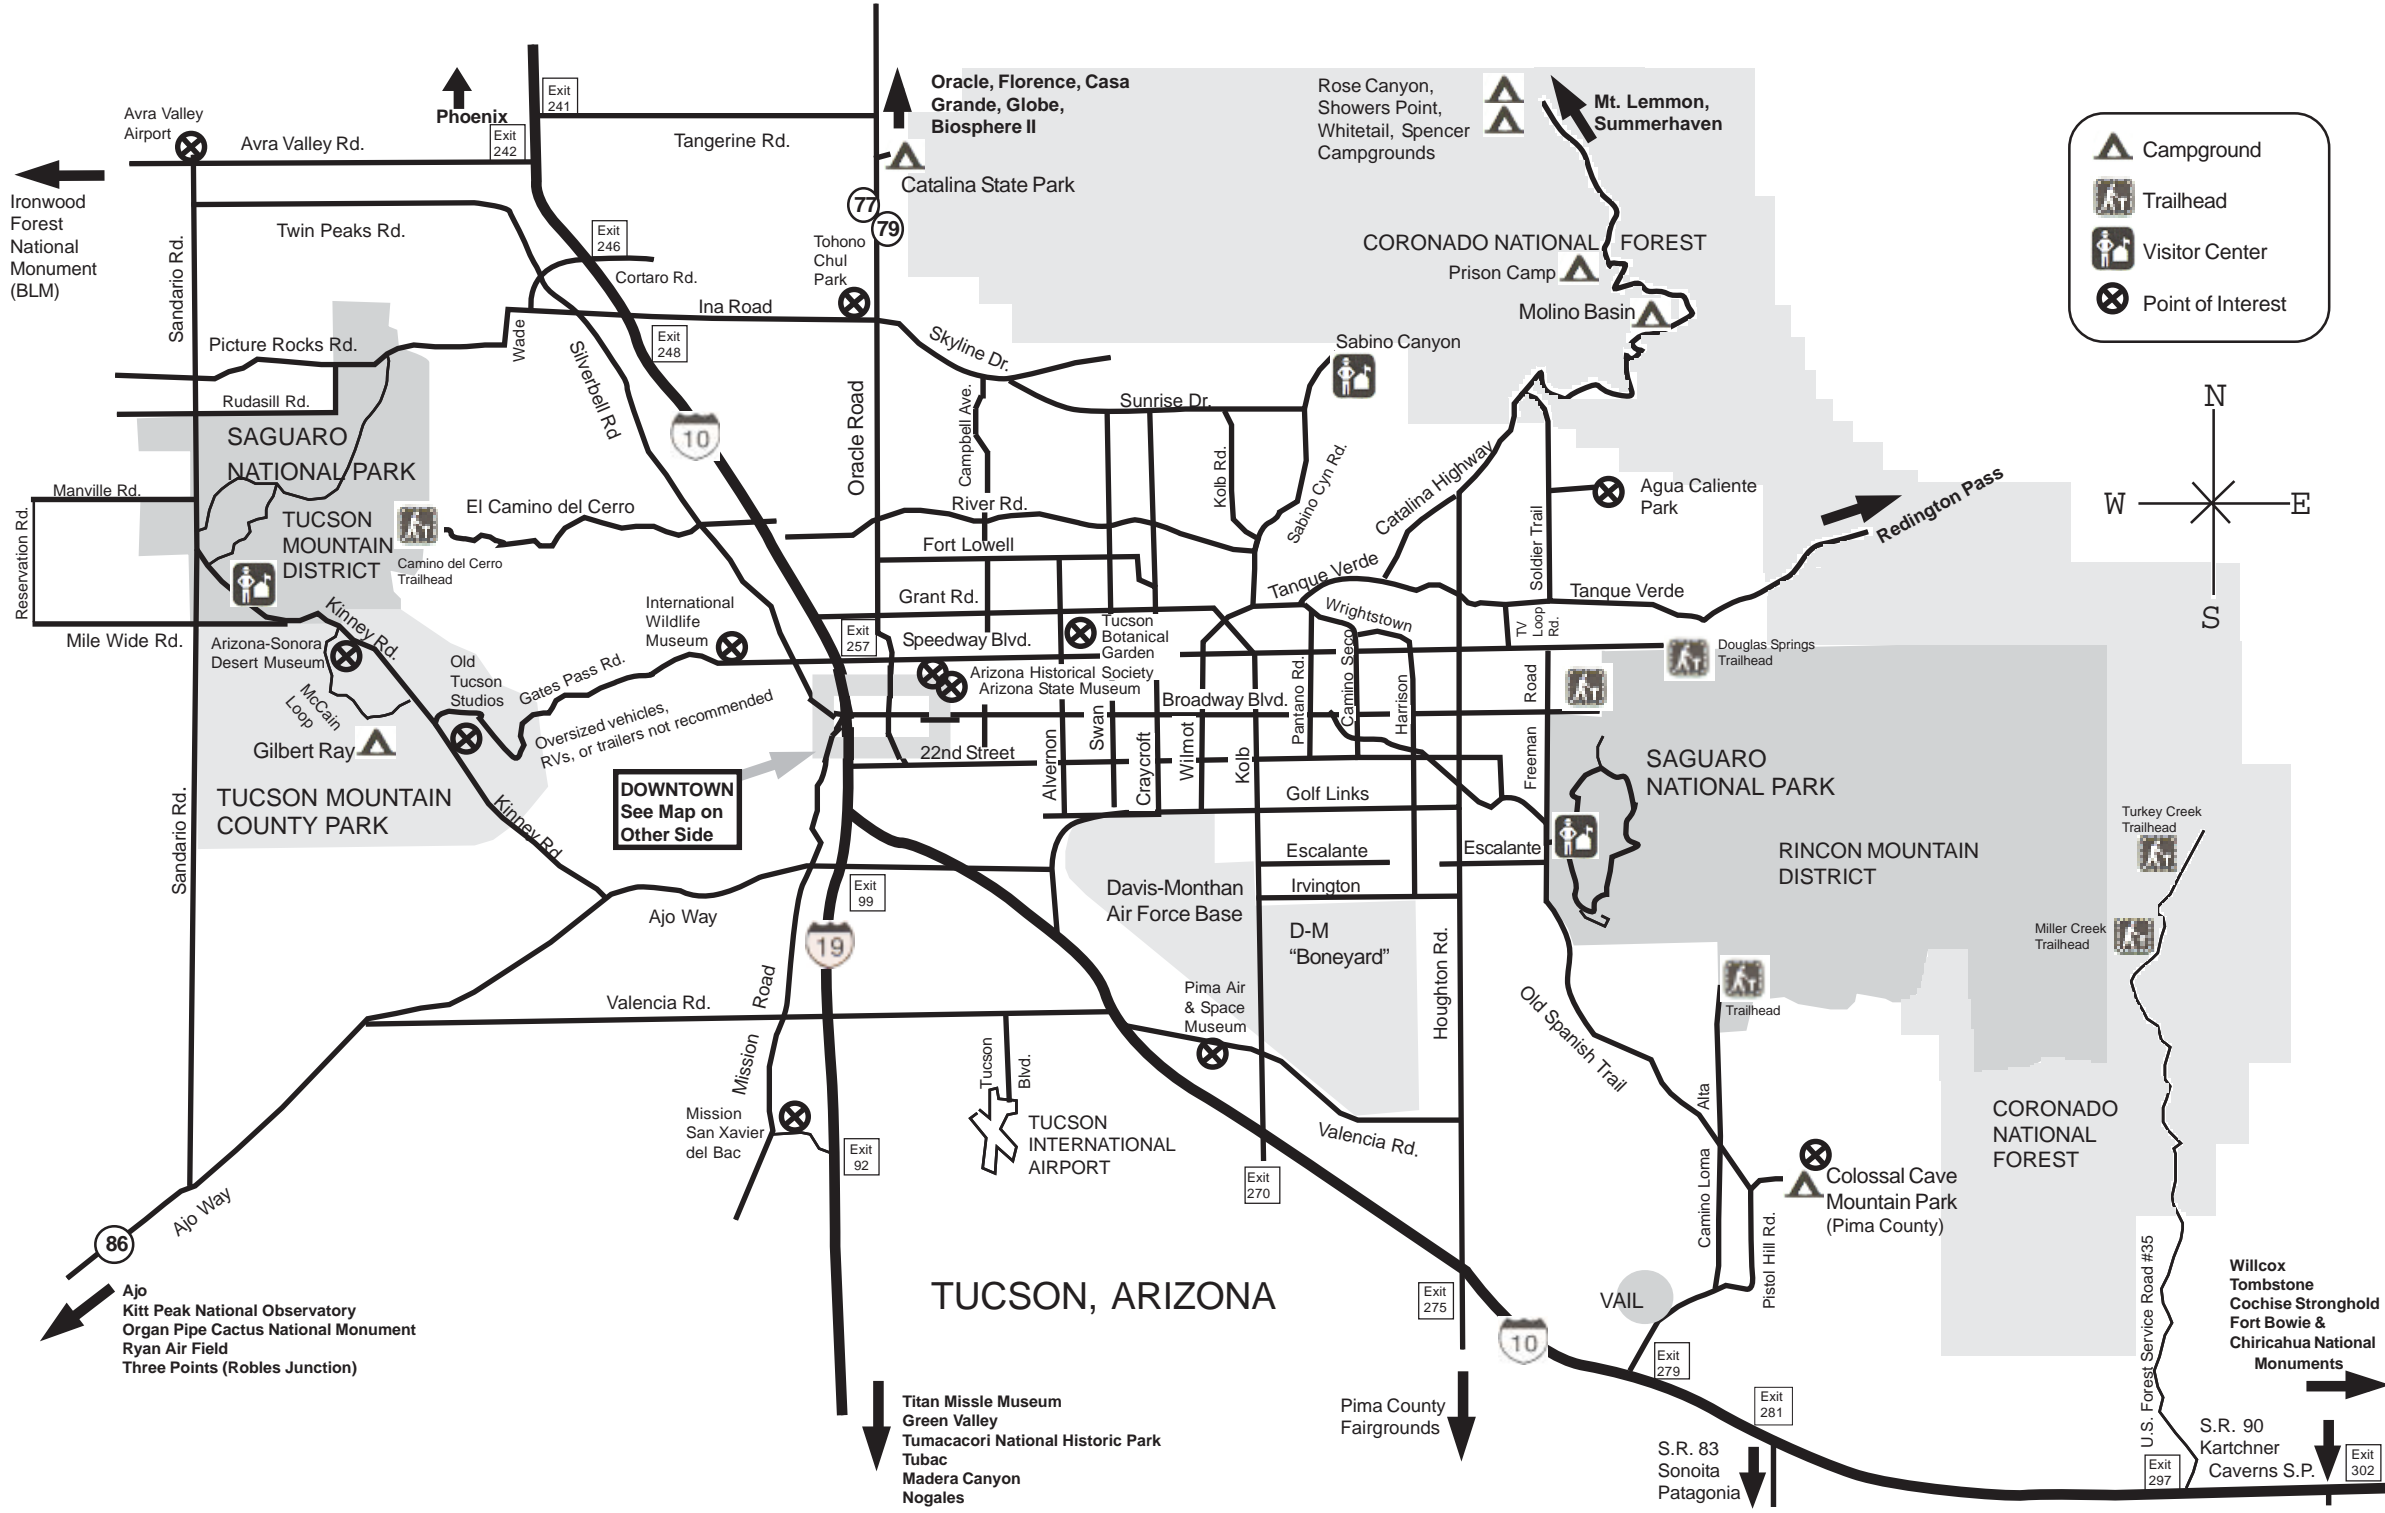 Exit
241
Phoenix
Exit
242
Avra Valley
Airport
Avra Valley Rd.
Tangerine Rd.
Oracle, Florence, Casa
Grande, Globe,
Biosphere II
Catalina State Park
77
79
Rose Canyon,
Showers Point,
Whitetail, Spencer
Campgrounds
Mt. Lemmon,
Summerhaven
Campground
Trailhead
Visitor Center
Point of Interest
Ironwood
Forest
National
Monument
(BLM)
Sandario Rd.
Twin Peaks Rd.
Exit
246
Cortaro Rd.
Tohono
Chul
Park
CORONADO NATIONAL FOREST
Prison Camp
Molino Basin
Ina Road
Wade
Exit
248
Picture Rocks Rd.
Silverbell Rd
Skyline Dr.
Sabino Canyon
Rudasill Rd.
Oracle Road
Campbell Ave.
Sunrise Dr.
10
SAGUARO
NATIONAL PARK
Kolb Rd.
Sabino Cyn Rd.
Catalina Highway
N
W
E
S
Manville Rd.
Reservation Rd.
TUCSON
MOUNTAIN
DISTRICT
El Camino del Cerro
Camino del Cerro
Trailhead
River Rd.
Fort Lowell
Soldier Trail
Agua Caliente
Park
Redington Pass
Grant Rd.
Tanque Verde
Tanque Verde
Wrightstown
TV
Loop
Rd.
Mile Wide Rd.
Kinney Rd.
Arizona-Sonora
Desert Museum
McCain
Loop
Old
Tucson
Studios
Gates Pass Rd.
International
Wildlife
Museum
Exit
257
Speedway Blvd.
Tucson
Botanical
Garden
Arizona Historical Society
Arizona State Museum
Douglas Springs
Trailhead
Oversized vehicles,
RVs, or trailers not recommended
Broadway Blvd.
Pantano Rd.
Camino Seco
Harrison
Freeman
Road
Gilbert Ray
22nd Street
Alvernon
Swan
Craycroft
Wilmot
Kolb
DOWNTOWN
See Map on
Other Side
TUCSON MOUNTAIN
COUNTY PARK
Kinney Rd
Sandario Rd.
Golf Links
SAGUARO
NATIONAL PARK
RINCON MOUNTAIN
DISTRICT
Turkey Creek
Trailhead
Miller Creek
Trailhead
Escalante
Escalante
Irvington
Davis-Monthan
Air Force Base
D-M
“Boneyard”
Exit
99
Ajo Way
19
Houghton Rd.
Valencia Rd.
Mission
Road
Pima Air
& Space
Museum
Old Spanish Trail
Trailhead
Tucson
Blvd.
TUCSON
INTERNATIONAL
AIRPORT
Mission
San Xavier
del Bac
Exit
92
Valencia Rd.
Exit
270
Camino Loma
Alta
Pistol Hill Rd.
Colossal Cave
Mountain Park
(Pima County)
CORONADO
NATIONAL
FOREST
Ajo Way
86
Ajo
Kitt Peak National Observatory
Organ Pipe Cactus National Monument
Ryan Air Field
Three Points (Robles Junction)
TUCSON, ARIZONA
Exit
275
10
VAIL
Exit
279
Exit
281
U.S. Forest Service Road #35
Willcox
Tombstone
Cochise Stronghold
Fort Bowie &
Chiricahua National
Monuments
Titan Missle Museum
Green Valley
Tumacacori National Historic Park
Tubac
Madera Canyon
Nogales
Pima County
Fairgrounds
S.R. 83
Sonoita
Patagonia
Exit
297
S.R. 90
Kartchner
Caverns S.P.
Exit
302